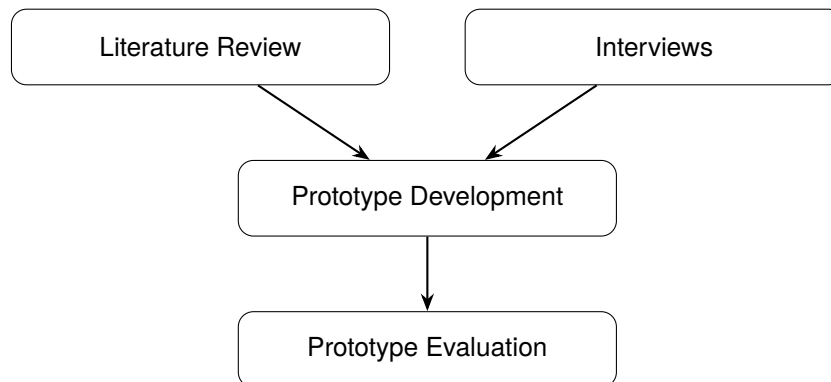 Literature Review
Interviews
Prototype Development
Prototype Evaluation